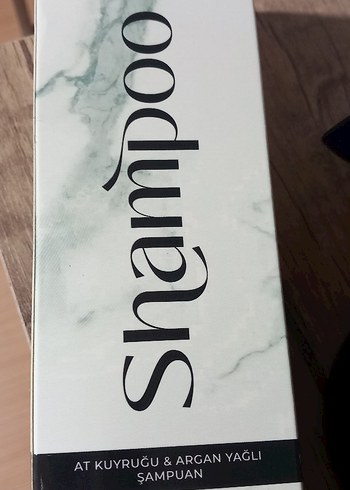 Shampoo
AT KUYRUĞU & ARGAN YAĞLI
ŞAMPUAN